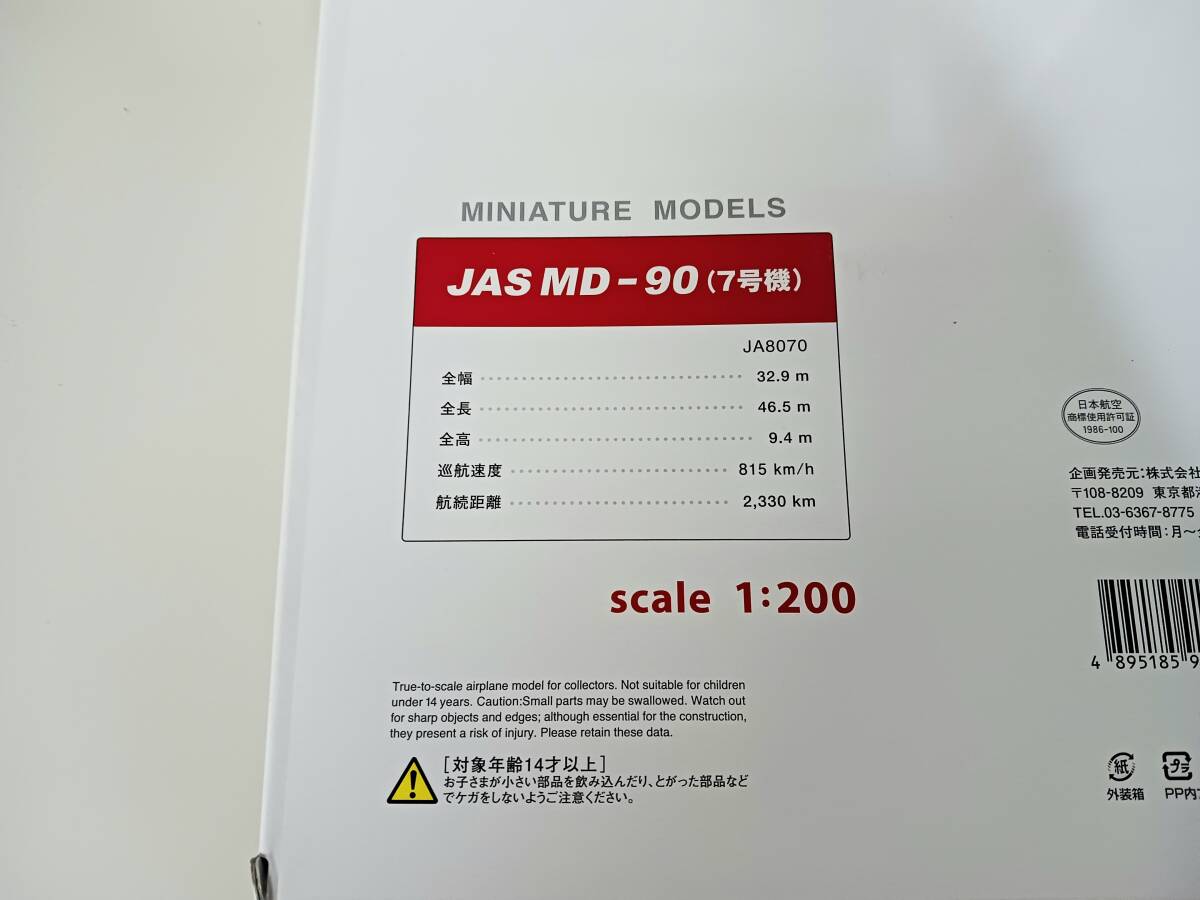 MINIATURE MODELS
JAS MD-90（7号機）
JA8070
全幅 32.9 m
全長 46.5 m
全高 9.4 m
巡航速度 815 km/h
航続距離 2,330 km
scale 1:200
日本航空
商標使用許可証
1986-100
企画発売元:株式会社
〒108-8209 東京都
TEL.03-6367-8775
電話受付時間:月〜
4 895185 9
True-to-scale airplane model for collectors. Not suitable for children
under 14 years. Caution:Small parts may be swallowed. Watch out
for sharp objects and edges; although essential for the construction,
they present a risk of injury. Please retain these data.
[対象年齢14才以上]
お子さまが小さい部品を飲み込んだり、とがった部品など
でケガをしないようご注意ください。
紙
外装箱
プラ
PP内